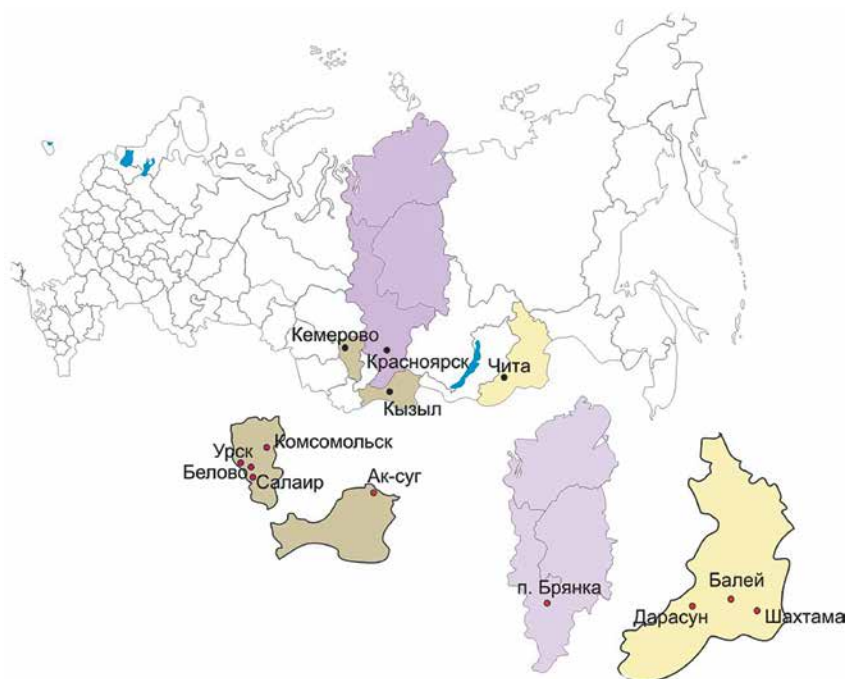 Кемерово
Красноярск
Чита
Кызыл
Комсомольск
Урск
Белово
Салаир
Ак-суг
п. Брянка
Балей
Дарасун
Шахтама